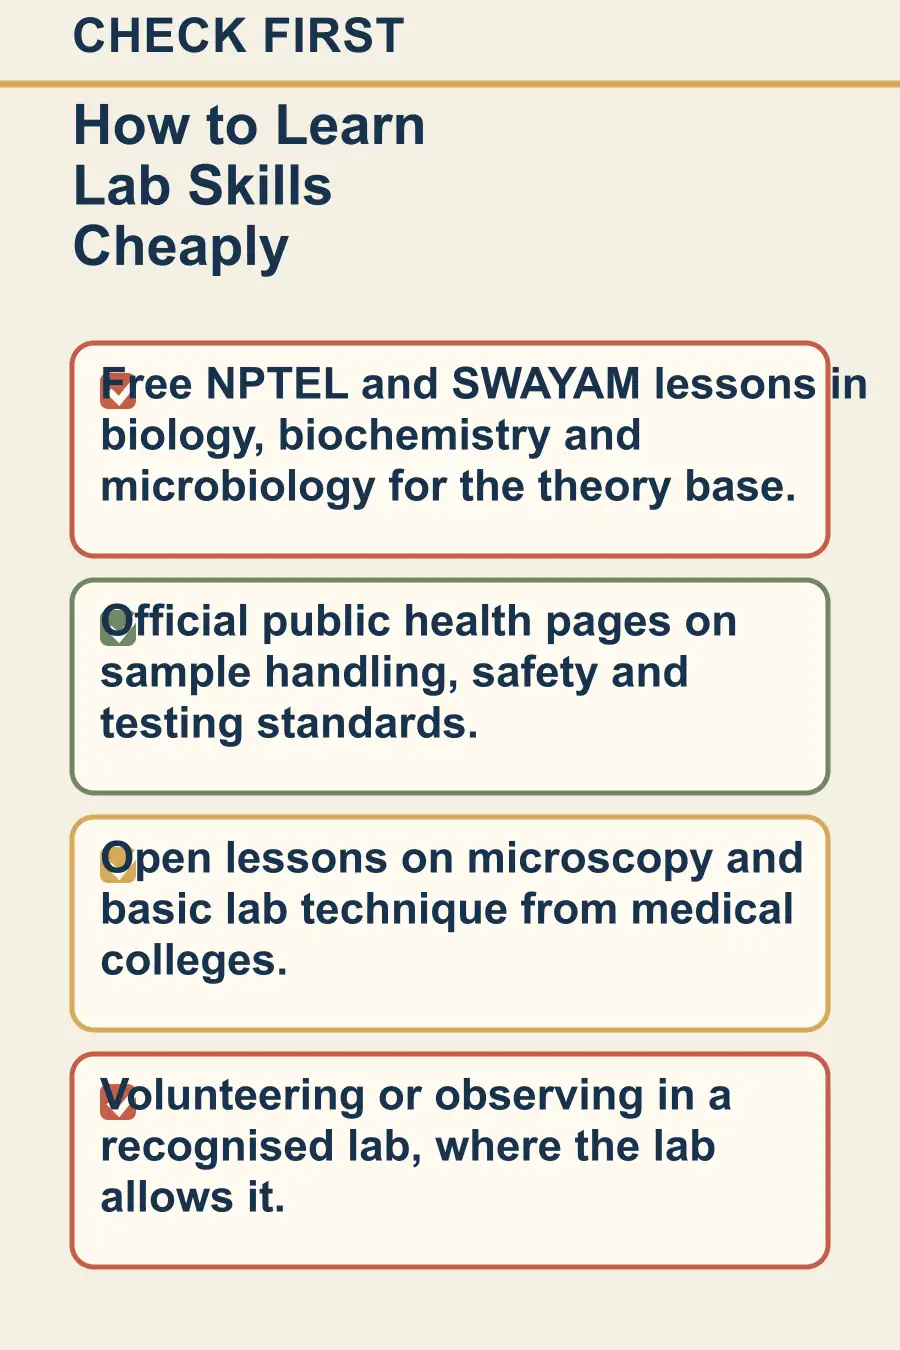 CHECK FIRST
How to Learn
Lab Skills
Cheaply
Free NPTEL and SWAYAM lessons in
biology, biochemistry and
microbiology for the theory base.
Official public health pages on
sample handling, safety and
testing standards.
Open lessons on microscopy and
basic lab technique from medical
colleges.
Volunteering or observing in a
recognised lab, where the lab
allows it.